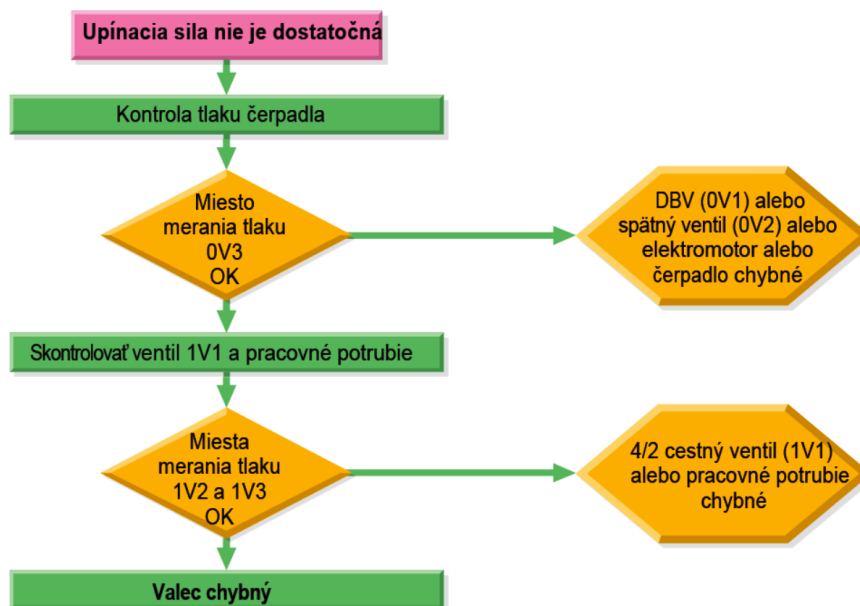 Upínacia sila nie je dostatočná
Kontrola tlaku čerpadla
Miesto
merania tlaku
0V3
OK
DBV (0V1) alebo
spätný ventil (0V2) alebo
elektromotor alebo
čerpadlo chybné
Skontrolovať ventil 1V1 a pracovné potrubie
Miesta
merania tlaku
1V2 a 1V3
OK
4/2 cestný ventil (1V1)
alebo pracovné potrubie
chybné
Valec chybný